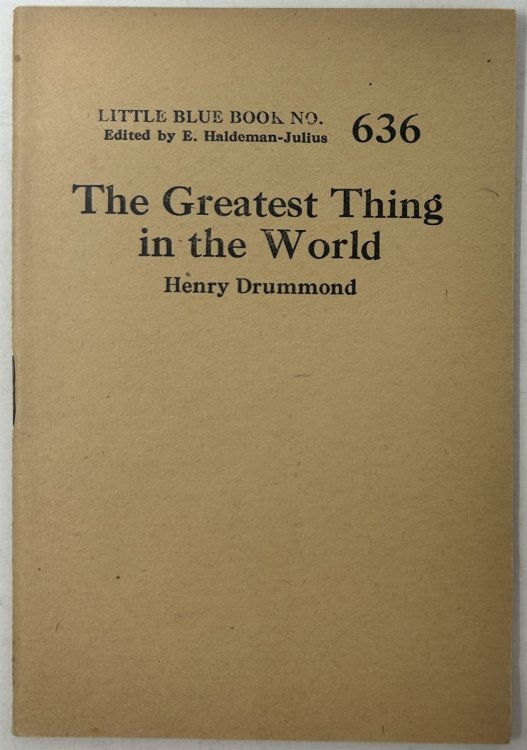 LITTLE BLUE BOOK NO. 636
Edited by E. Haldeman-Julius
The Greatest Thing
in the World
Henry Drummond